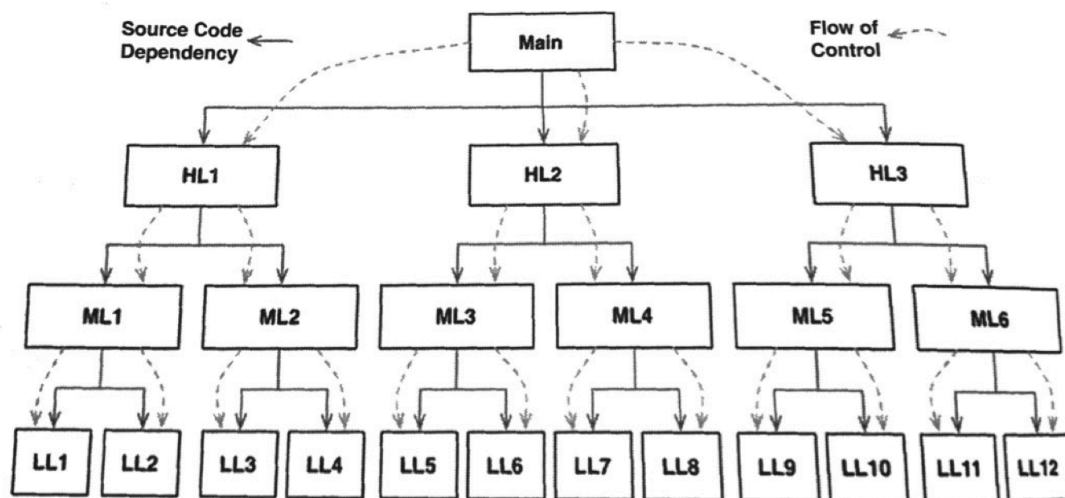 Source Code
Dependency
Main
Flow of
Control
HL1
HL2
HL3
ML1
ML2
ML3
ML4
ML5
ML6
LL1
LL2
LL3
LL4
LL5
LL6
LL7
LL8
LL9
LL10
LL11
LL12